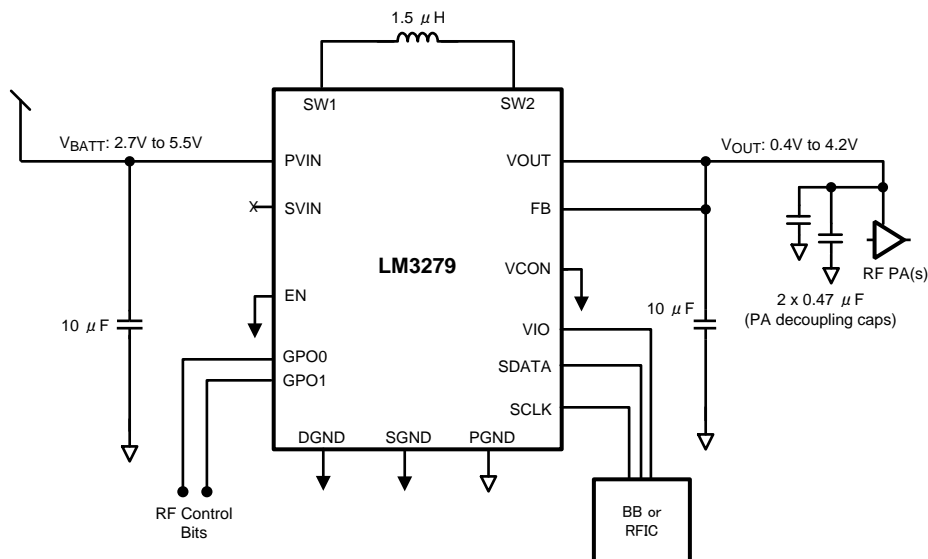 1.5 μH
SW1
SW2
VBATT: 2.7V to 5.5V
PVIN
VOUT
VOUT: 0.4V to 4.2V
X
SVIN
FB
LM3279
VCON
RF PA(s)
EN
10 μF
10 μF
2 x 0.47 μF
(PA decoupling caps)
VIO
GPO0
SDATA
GPO1
SCLK
DGND
SGND
PGND
RF Control
Bits
BB or
RFIC